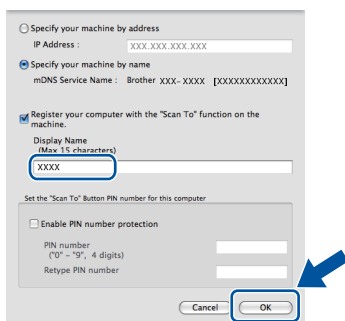 Specify your machine by address
IP Address : XXX.XXX.XXX.XXX
Specify your machine by name
mDNS Service Name : Brother XXX-XXXX [XXXXXXXXXXXX]
Register your computer with the "Scan To" function on the
machine.
Display Name
(Max 15 characters)
XXXX
Set the "Scan To" Button PIN number for this computer
Enable PIN number protection
PIN number
("0" - "9", 4 digits)
Retype PIN number
Cancel OK